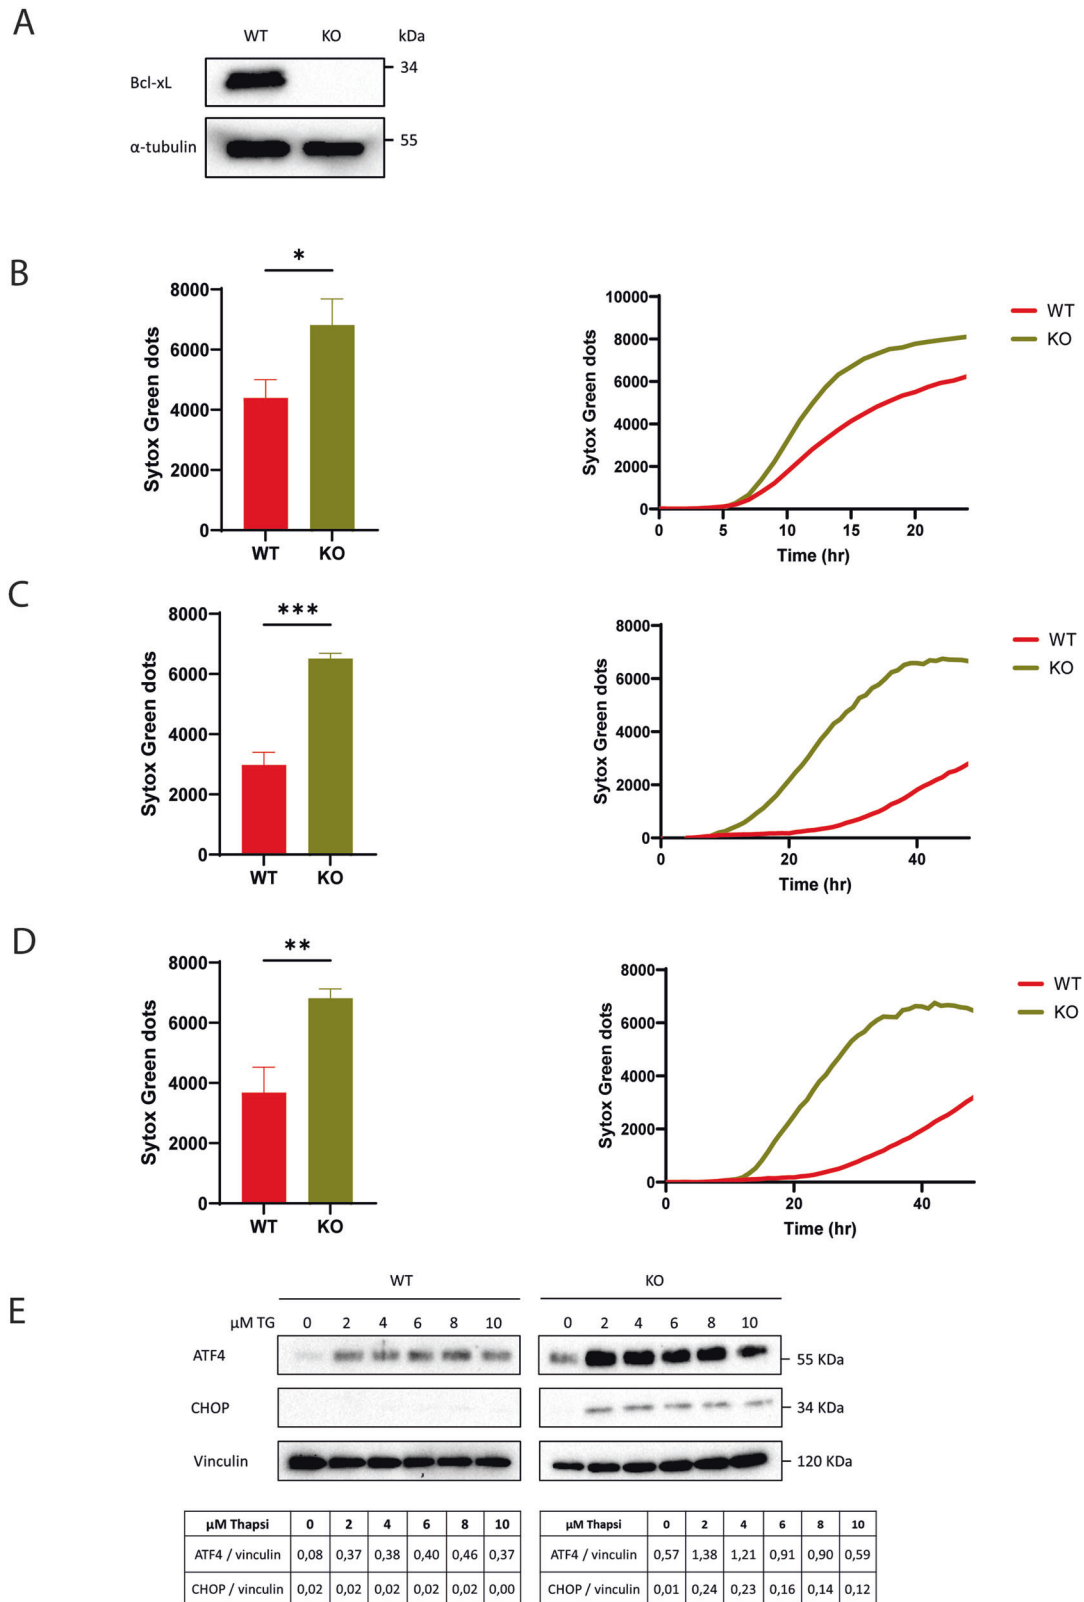 A
WT KO kDa
Bcl-xL 34
α-tubulin 55
B
*
8000
6000
4000
2000
0
Sytox Green dots
WT KO
10000
8000
6000
4000
2000
0
Sytox Green dots
0 5 10 15 20
Time (hr)
WT
KO
C
***
8000
6000
4000
2000
0
Sytox Green dots
WT KO
8000
6000
4000
2000
0
Sytox Green dots
0 20 40
Time (hr)
WT
KO
D
**
8000
6000
4000
2000
0
Sytox Green dots
WT KO
8000
6000
4000
2000
0
Sytox Green dots
0 20 40
Time (hr)
WT
KO
E
WT KO
μM TG 0 2 4 6 8 10 0 2 4 6 8 10
ATF4 55 KDa
CHOP 34 KDa
Vinculin 120 KDa
μM Thapsi 0 2 4 6 8 10
ATF4 / vinculin 0,08 0,37 0,38 0,40 0,46 0,37
CHOP / vinculin 0,02 0,02 0,02 0,02 0,02 0,00
μM Thapsi 0 2 4 6 8 10
ATF4 / vinculin 0,57 1,38 1,21 0,91 0,90 0,59
CHOP / vinculin 0,01 0,24 0,23 0,16 0,14 0,12